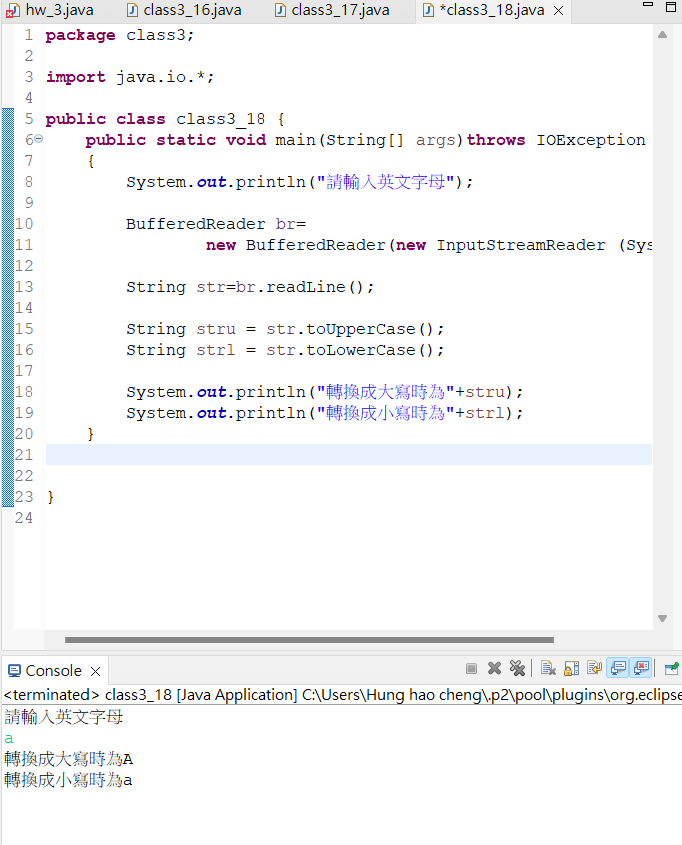 hw_3.java class3_16.java class3_17.java *class3_18.java
1 package class3;
2
3 import java.io.*;
4
5 public class class3_18 {
6 public static void main(String[] args)throws IOException
7 {
8 System.out.println("請輸入英文字母");
9
10 BufferedReader br=
11 new BufferedReader(new InputStreamReader (Sys
12
13 String str=br.readLine();
14
15 String stru = str.toUpperCase();
16 String strl = str.toLowerCase();
17
18 System.out.println("轉換成大寫時為"+stru);
19 System.out.println("轉換成小寫時為"+strl);
20 }
21
22
23 }
24
Console
<terminated> class3_18 [Java Application] C:\Users\Hung hao cheng\.p2\pool\plugins\org.eclipse
請輸入英文字母
a
轉換成大寫時為A
轉換成小寫時為a